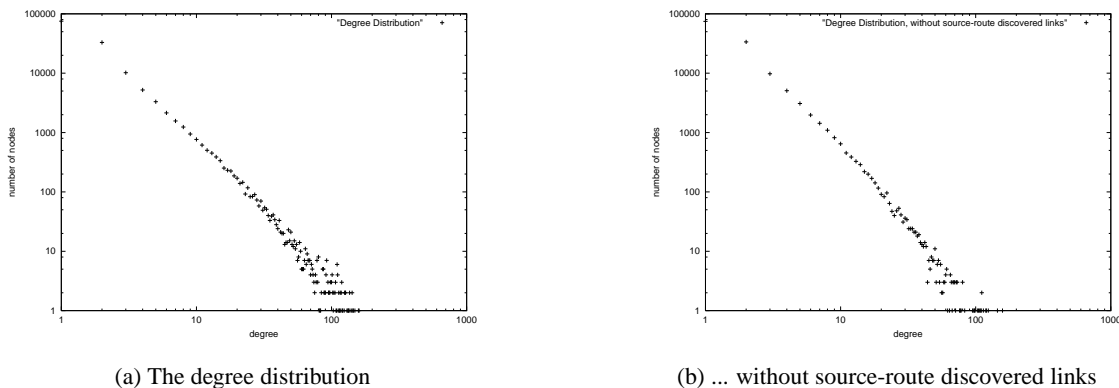 100000
10000
1000
100
10
1
1
10
100
1000
number of nodes
degree
"Degree Distribution"
(a) The degree distribution
100000
10000
1000
100
10
1
1
10
100
1000
number of nodes
degree
"Degree Distribution, without source-route discovered links"
(b) ... without source-route discovered links